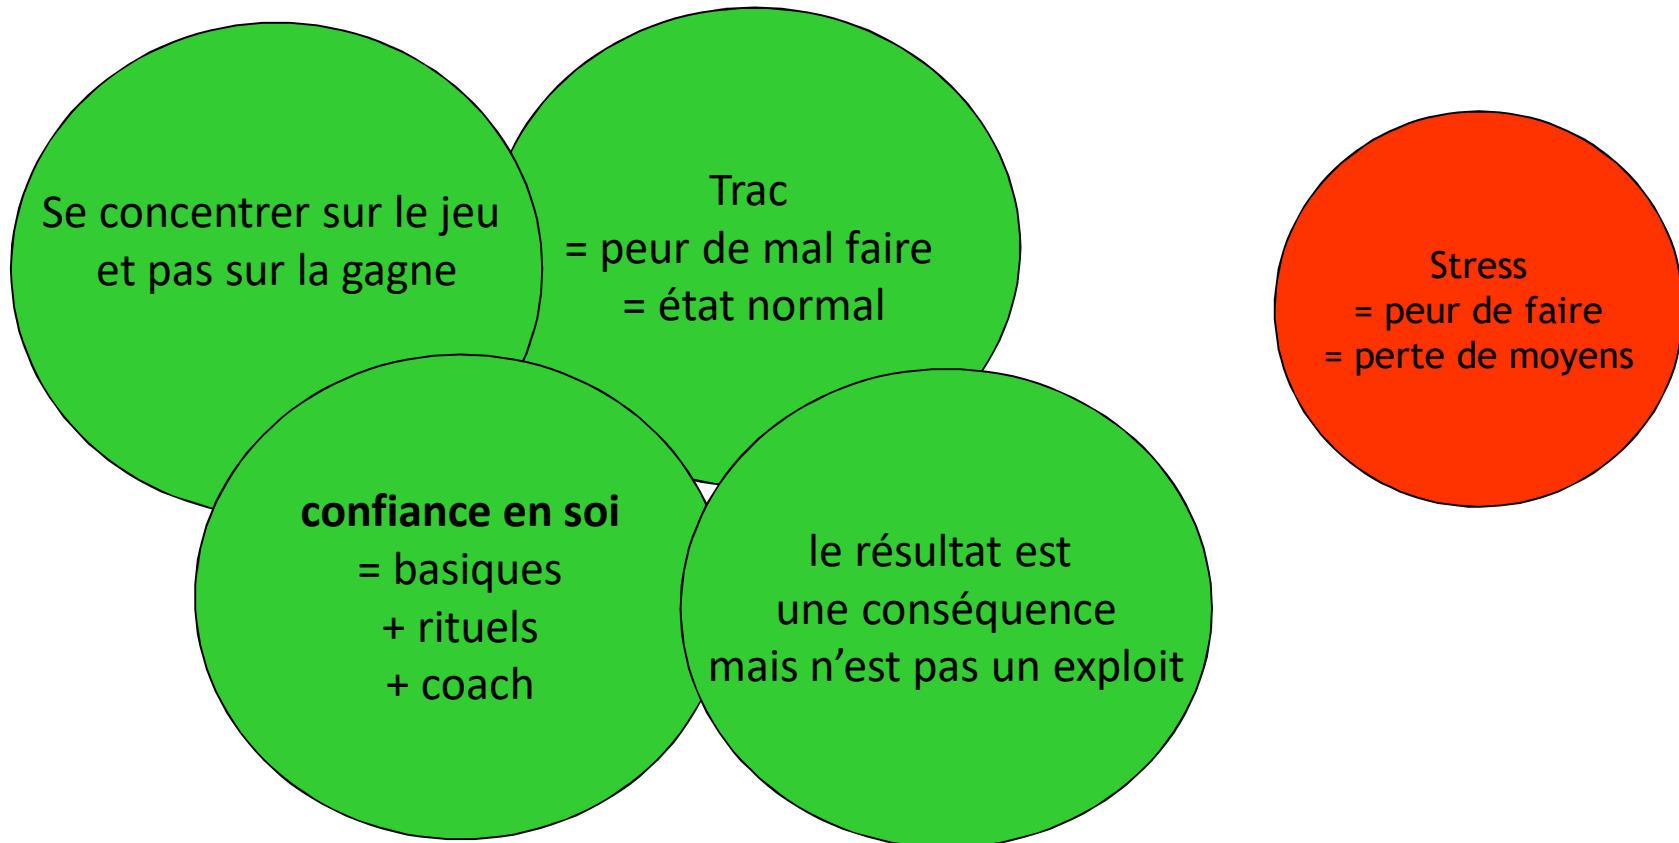 Se concentrer sur le jeu
et pas sur la gagne
Trac
= peur de mal faire
= état normal
Stress
= peur de faire
= perte de moyens
confiance en soi
= basiques
+ rituels
+ coach
le résultat est
une conséquence
mais n’est pas un exploit